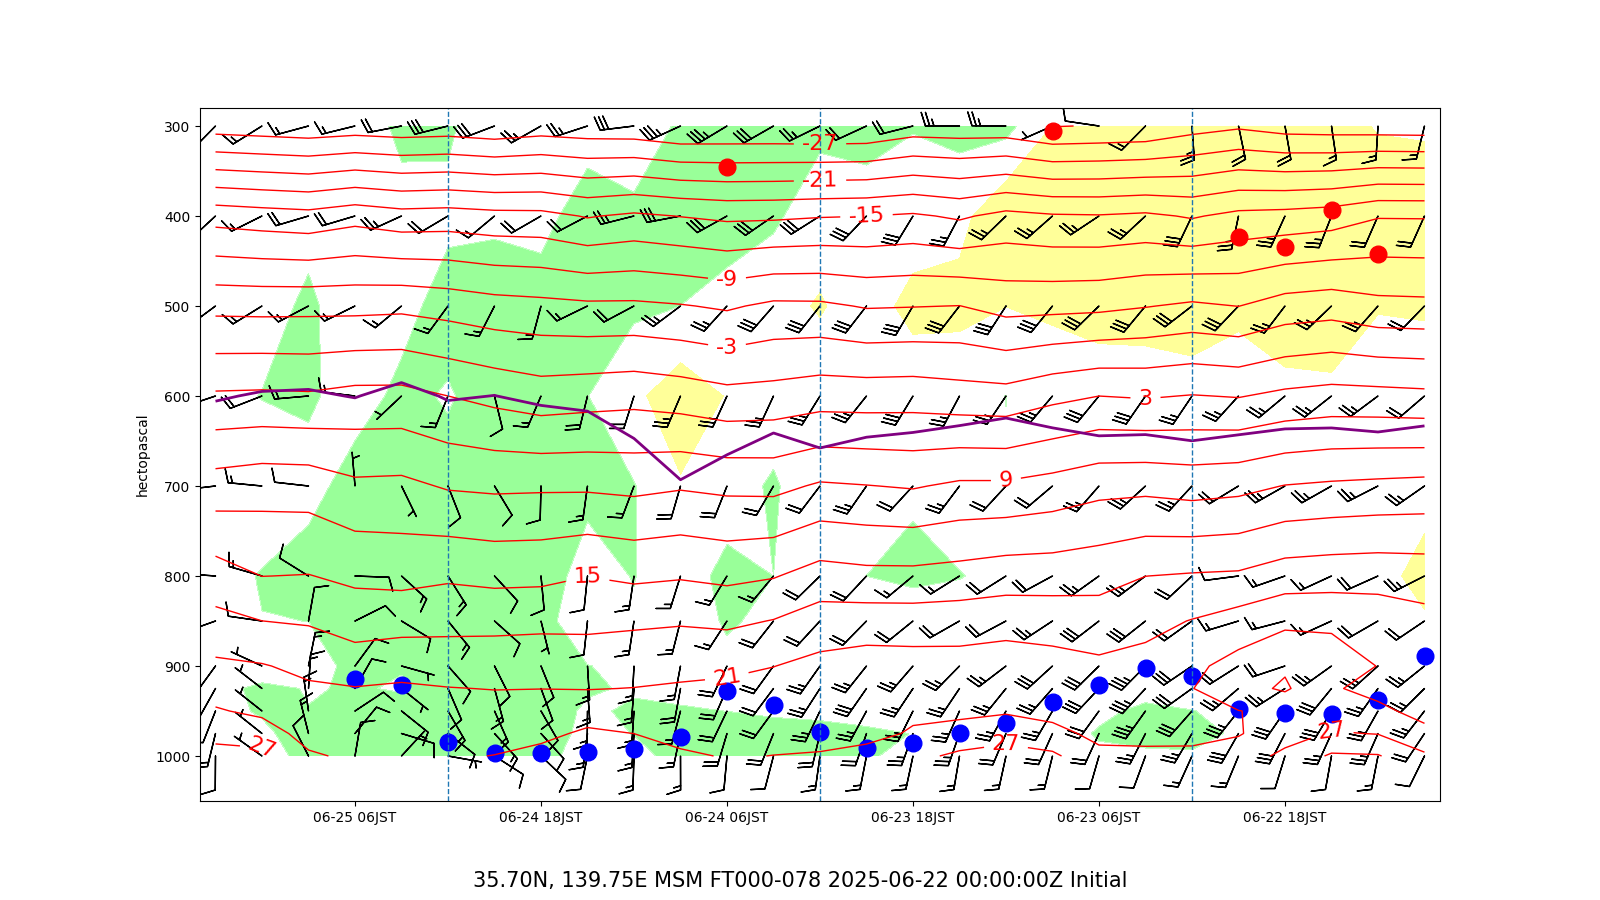 300
400
500
600
700
800
900
1000
hectopascal
-27
-21
-15
-9
-3
3
9
15
21
27
27
27
06-25 06JST
06-24 18JST
06-24 06JST
06-23 18JST
06-23 06JST
06-22 18JST
35.70N, 139.75E MSM FT000-078 2025-06-22 00:00:00Z Initial